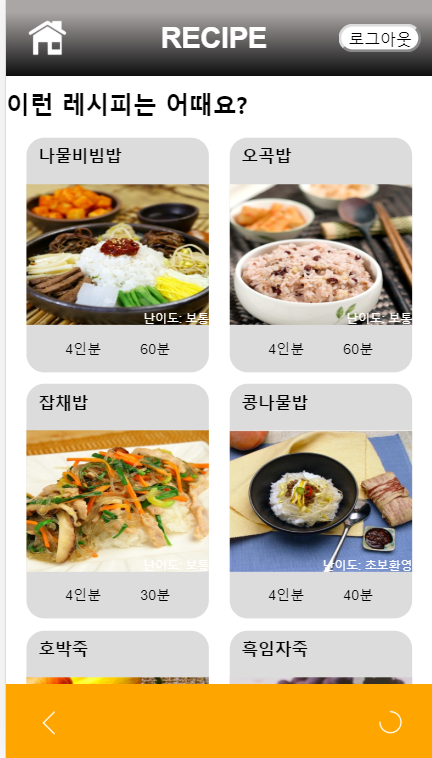 RECIPE
로그아웃
이런 레시피는 어때요?
나물비빔밥
오곡밥
난이도: 보통
난이도: 보통
4인분 60분
4인분 60분
잡채밥
콩나물밥
난이도: 보통
난이도: 초보환영
4인분 30분
4인분 40분
호박죽
흑임자죽